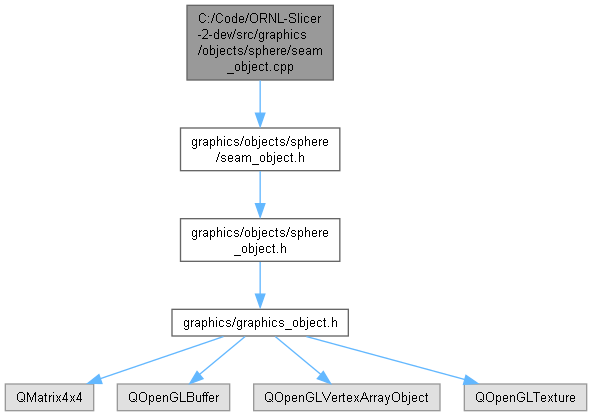 C:/Code/ORNL-Slicer
-2-dev/src/graphics
/objects/sphere/seam
_object.cpp
graphics/objects/sphere
/seam_object.h
graphics/objects/sphere
_object.h
graphics/graphics_object.h
QMatrix4x4
QOpenGLBuffer
QOpenGLVertexArrayObject
QOpenGLTexture